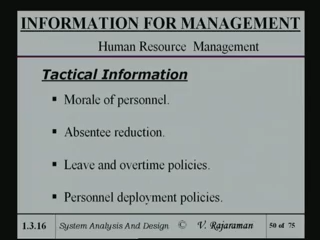 INFORMATION FOR MANAGEMENT
Human Resource Management
Tactical Information
▪ Morale of personnel.
▪ Absentee reduction.
▪ Leave and overtime policies.
▪ Personnel deployment policies.
1.3.16 System Analysis And Design © V. Rajaraman 50 of 75